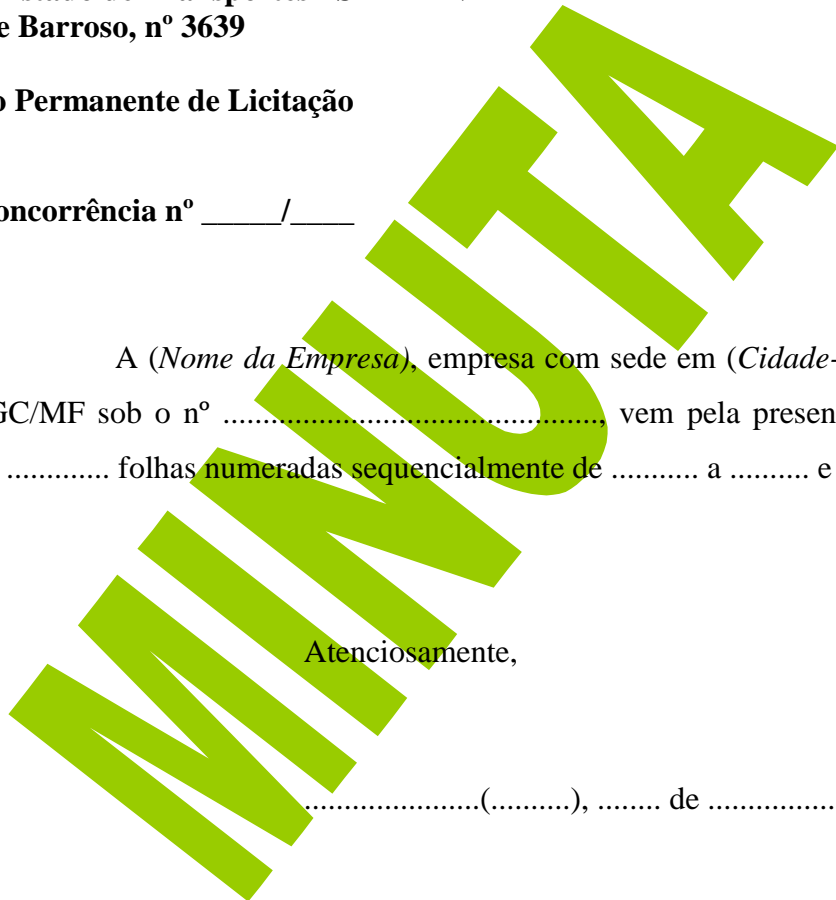 e Barroso, nº 3639
o Permanente de Licitação
oncorrência nº _____/____
A (Nome da Empresa), empresa com sede em (Cidade-
GC/MF sob o nº ..............................................., vem pela presen
............. folhas numeradas sequencialmente de ........... a .......... e
Atenciosamente,
......................(..........), ........ de ................
MINUTA